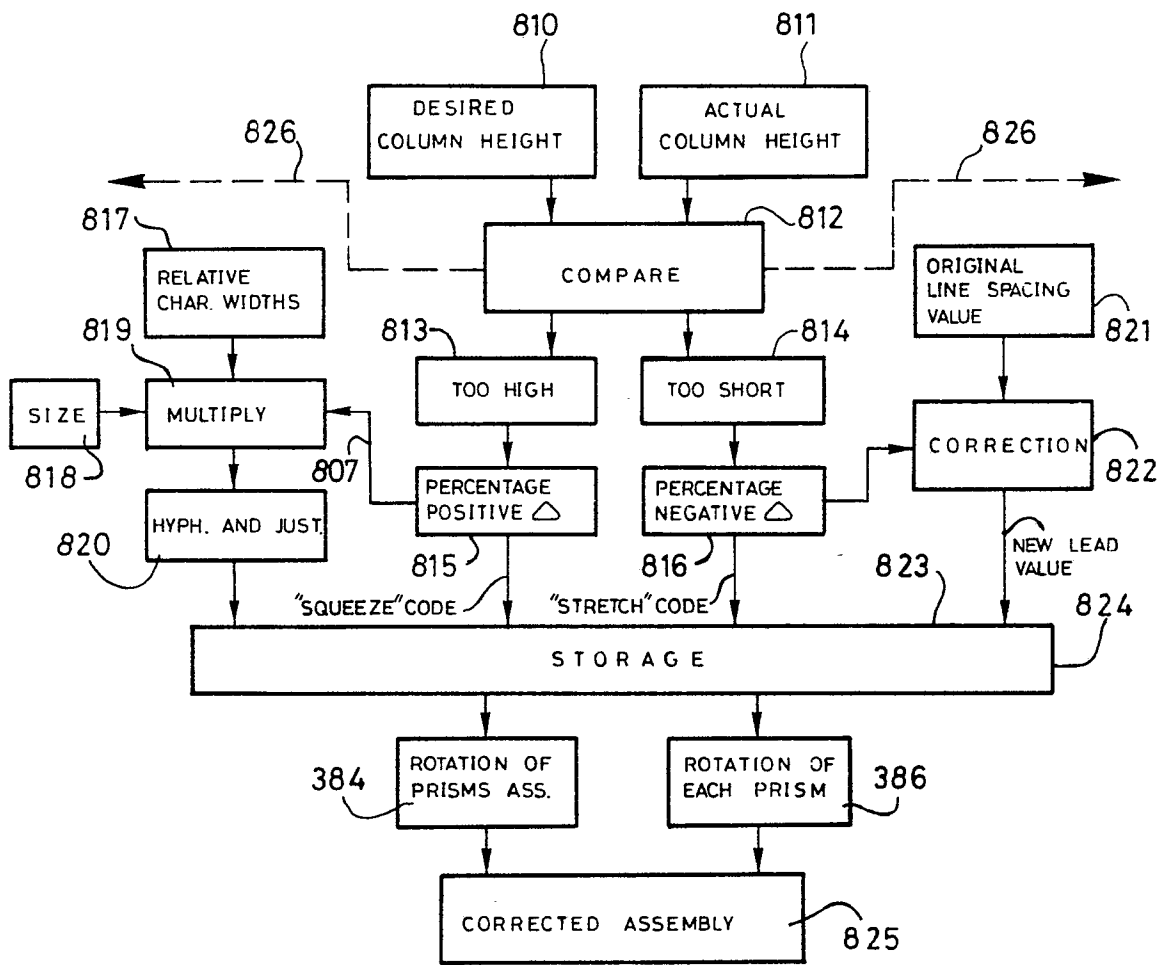 810
811
DESIRED
COLUMN HEIGHT
ACTUAL
COLUMN HEIGHT
826
826
817
812
RELATIVE
CHAR. WIDTHS
COMPARE
ORIGINAL
LINE SPACING
VALUE
821
819
813
814
SIZE
818
MULTIPLY
TOO HIGH
TOO SHORT
CORRECTION
822
807
HYPH. AND JUST.
820
PERCENTAGE
POSITIVE △
815
PERCENTAGE
NEGATIVE △
816
NEW LEAD
VALUE
"SQUEEZE" CODE
"STRETCH" CODE
823
824
STORAGE
384
ROTATION OF
PRISMS ASS.
ROTATION OF
EACH PRISM
386
CORRECTED ASSEMBLY
825